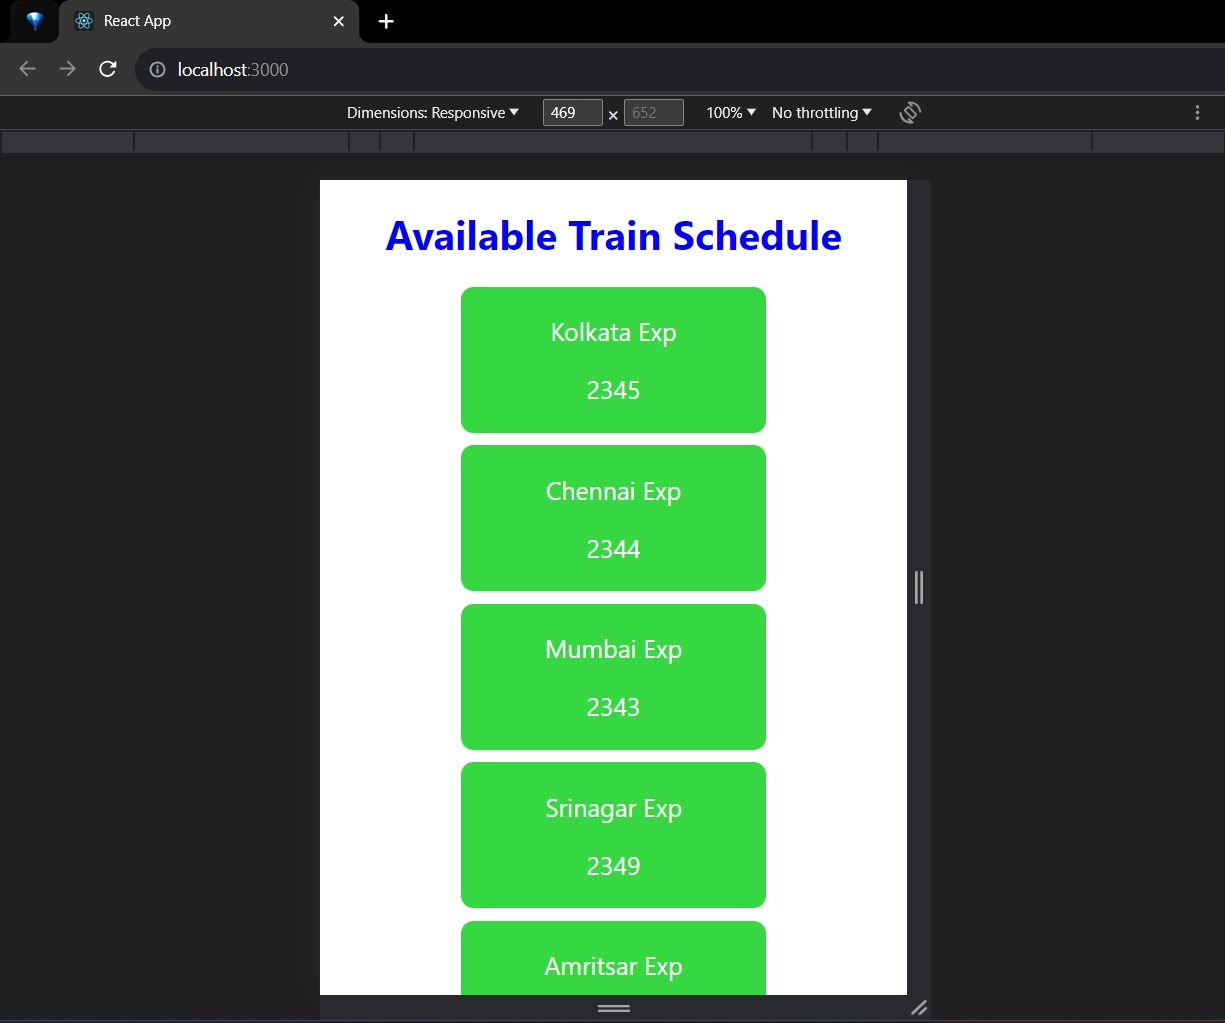 React App
localhost:3000
Dimensions: Responsive 469 × 652 100% No throttling
Available Train Schedule
Kolkata Exp
2345
Chennai Exp
2344
Mumbai Exp
2343
Srinagar Exp
2349
Amritsar Exp